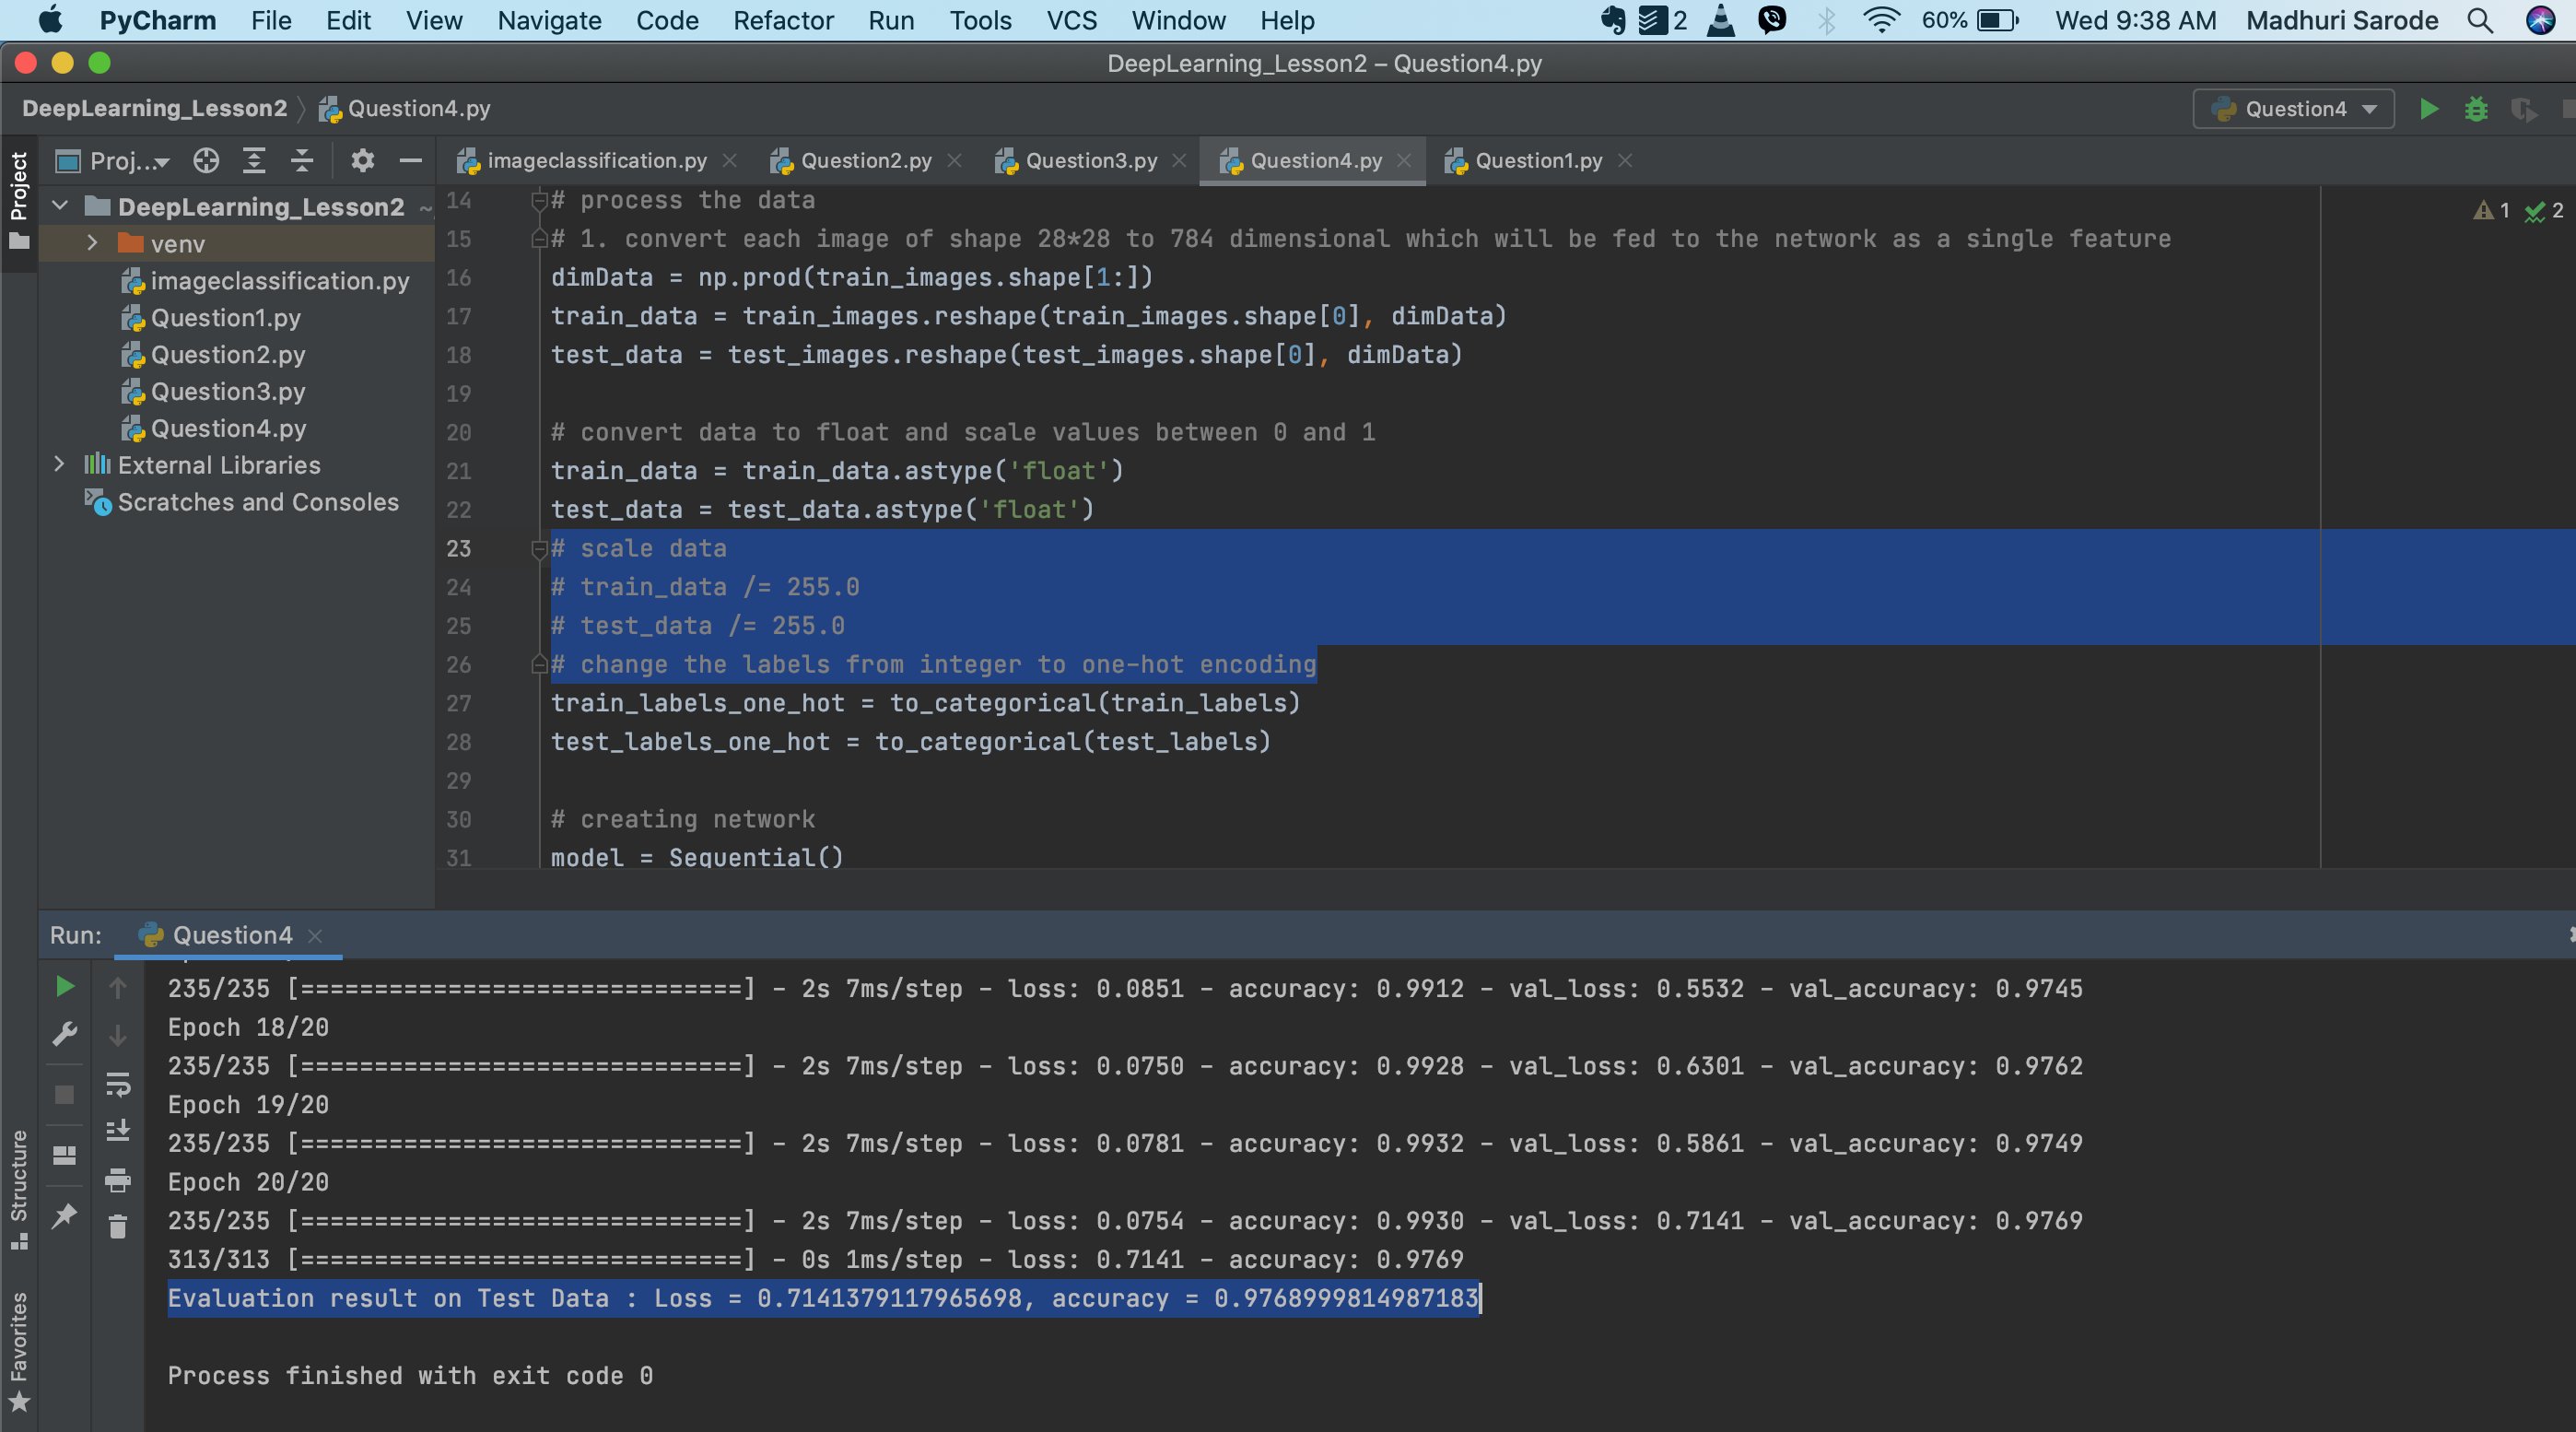 PyCharm File Edit View Navigate Code Refactor Run Tools VCS Window Help 2 60% Wed 9:38 AM Madhuri Sarode
DeepLearning_Lesson2 – Question4.py
DeepLearning_Lesson2 Question4.py Question4
Project
Proj... imageclassification.py Question2.py Question3.py Question4.py Question1.py
DeepLearning_Lesson2 ~
venv
imageclassification.py
Question1.py
Question2.py
Question3.py
Question4.py
External Libraries
Scratches and Consoles
1 2
14 # process the data
15 # 1. convert each image of shape 28*28 to 784 dimensional which will be fed to the network as a single feature
16 dimData = np.prod(train_images.shape[1:])
17 train_data = train_images.reshape(train_images.shape[0], dimData)
18 test_data = test_images.reshape(test_images.shape[0], dimData)
19
20 # convert data to float and scale values between 0 and 1
21 train_data = train_data.astype('float')
22 test_data = test_data.astype('float')
23 # scale data
24 # train_data /= 255.0
25 # test_data /= 255.0
26 # change the labels from integer to one-hot encoding
27 train_labels_one_hot = to_categorical(train_labels)
28 test_labels_one_hot = to_categorical(test_labels)
29
30 # creating network
31 model = Sequential()
Run: Question4
235/235 [==============================] - 2s 7ms/step - loss: 0.0851 - accuracy: 0.9912 - val_loss: 0.5532 - val_accuracy: 0.9745
Epoch 18/20
235/235 [==============================] - 2s 7ms/step - loss: 0.0750 - accuracy: 0.9928 - val_loss: 0.6301 - val_accuracy: 0.9762
Epoch 19/20
235/235 [==============================] - 2s 7ms/step - loss: 0.0781 - accuracy: 0.9932 - val_loss: 0.5861 - val_accuracy: 0.9749
Epoch 20/20
235/235 [==============================] - 2s 7ms/step - loss: 0.0754 - accuracy: 0.9930 - val_loss: 0.7141 - val_accuracy: 0.9769
313/313 [==============================] - 0s 1ms/step - loss: 0.7141 - accuracy: 0.9769
Evaluation result on Test Data : Loss = 0.7141379117965698, accuracy = 0.9768999814987183
Process finished with exit code 0
Structure
Favorites